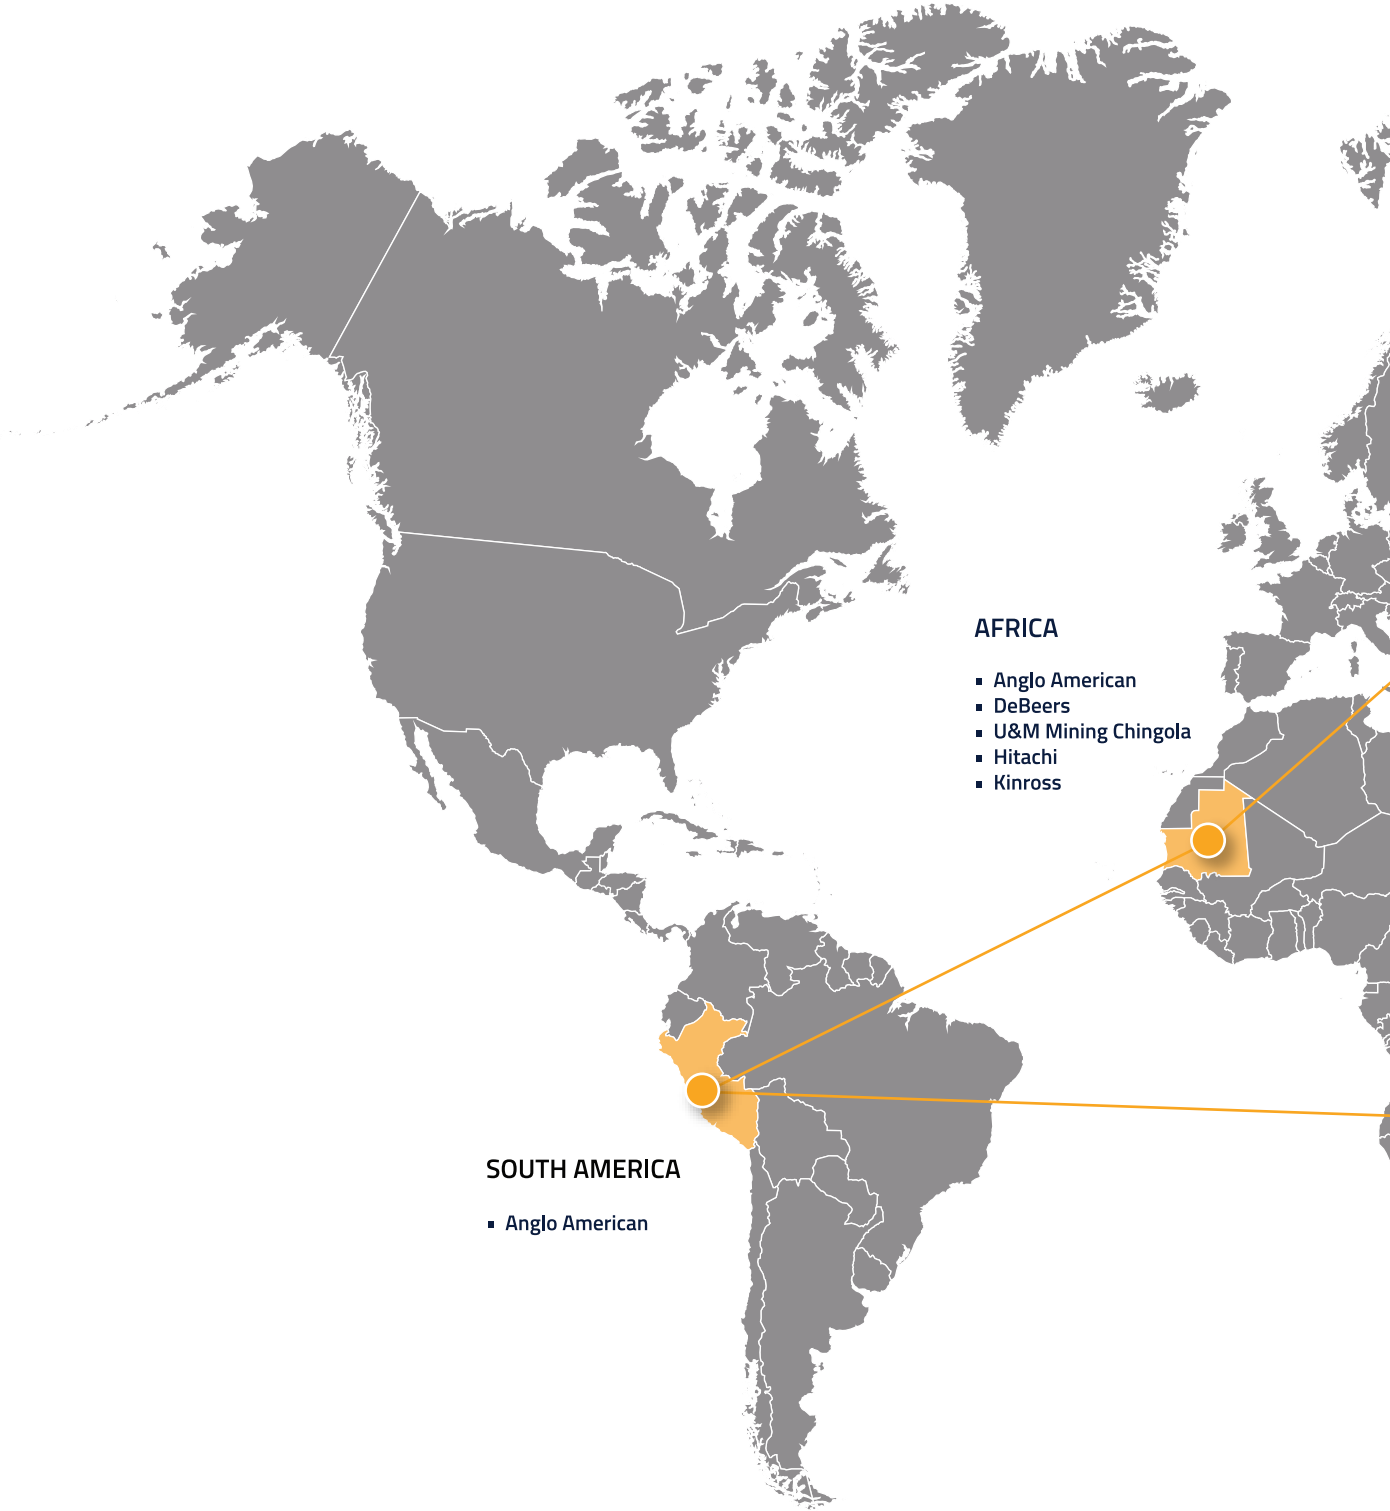 AFRICA
▪ Anglo American
▪ DeBeers
▪ U&M Mining Chingola
▪ Hitachi
▪ Kinross
SOUTH AMERICA
▪ Anglo American